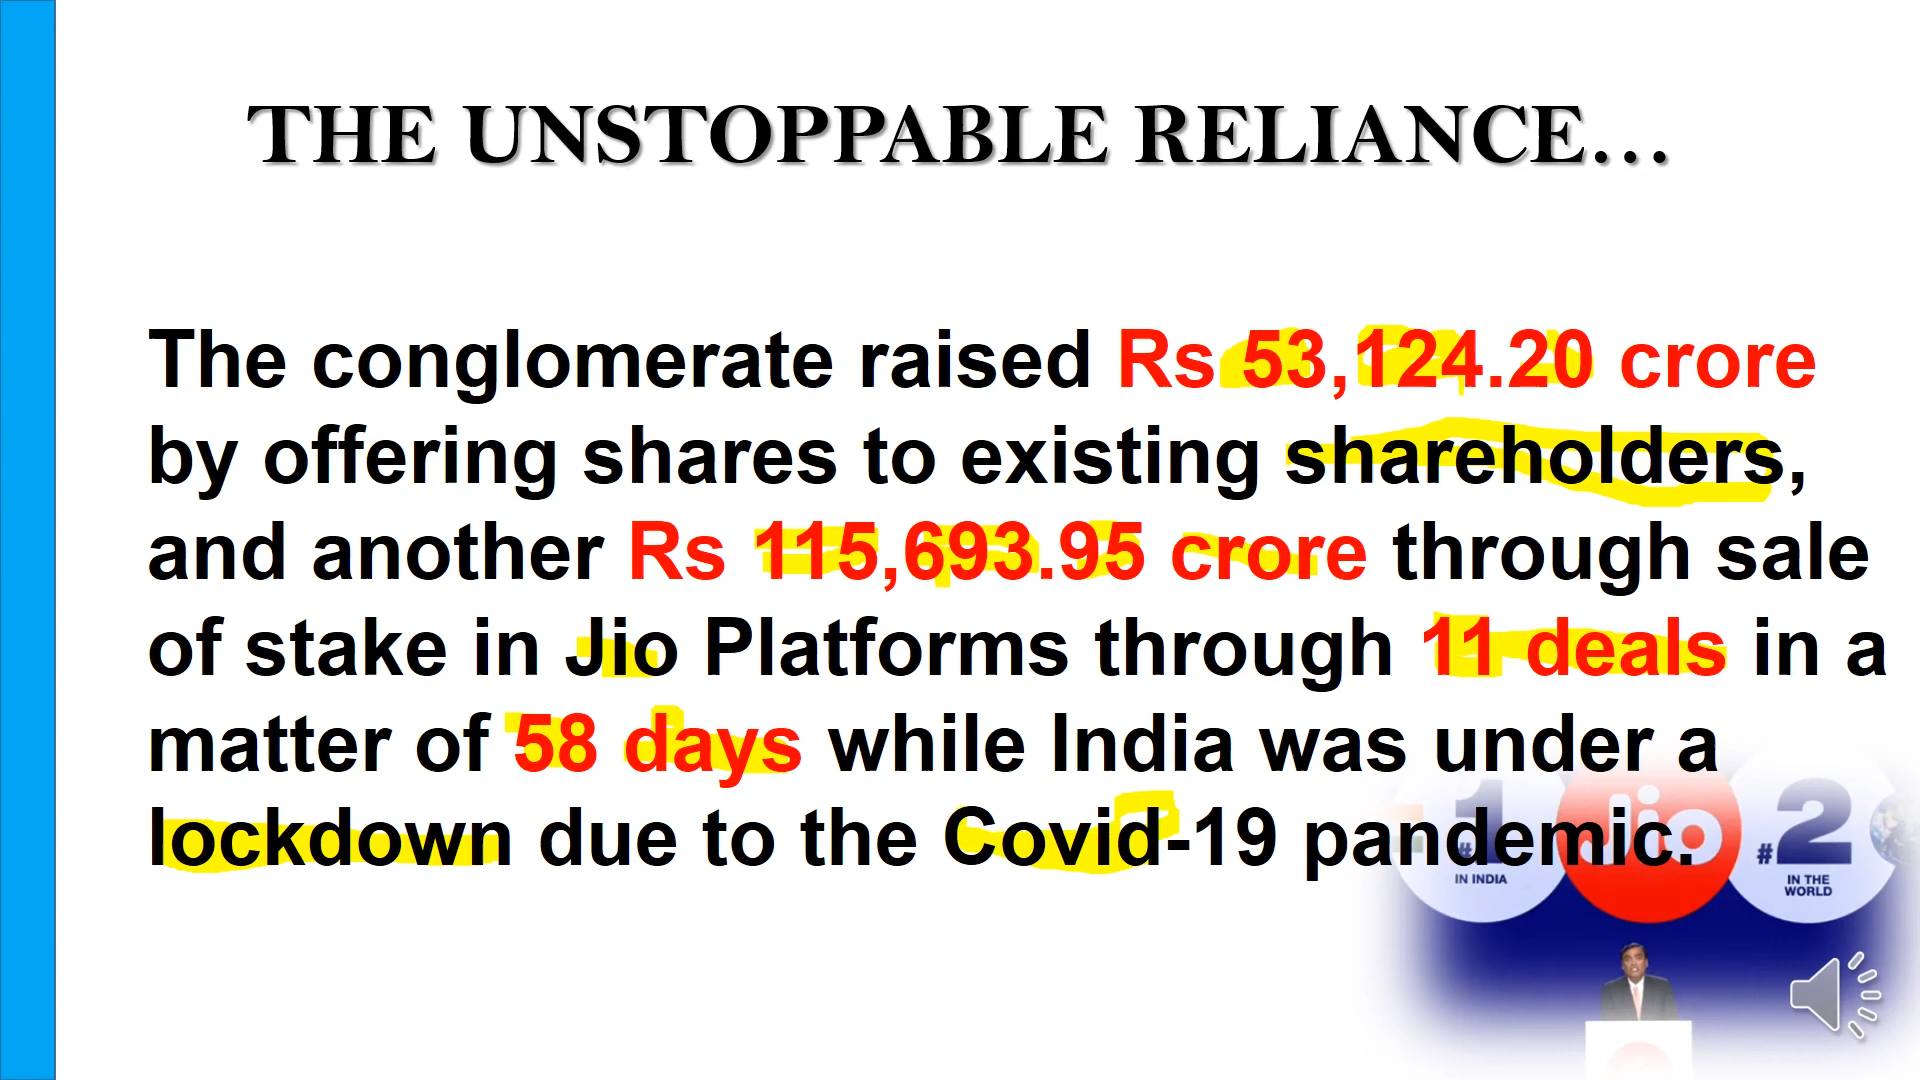 THE UNSTOPPABLE RELIANCE...
The conglomerate raised Rs 53,124.20 crore
by offering shares to existing shareholders,
and another Rs 115,693.95 crore through sale
of stake in Jio Platforms through 11 deals in a
matter of 58 days while India was under a
lockdown due to the Covid-19 pandemic.
#1
IN INDIA
Jio
#2
IN THE
WORLD